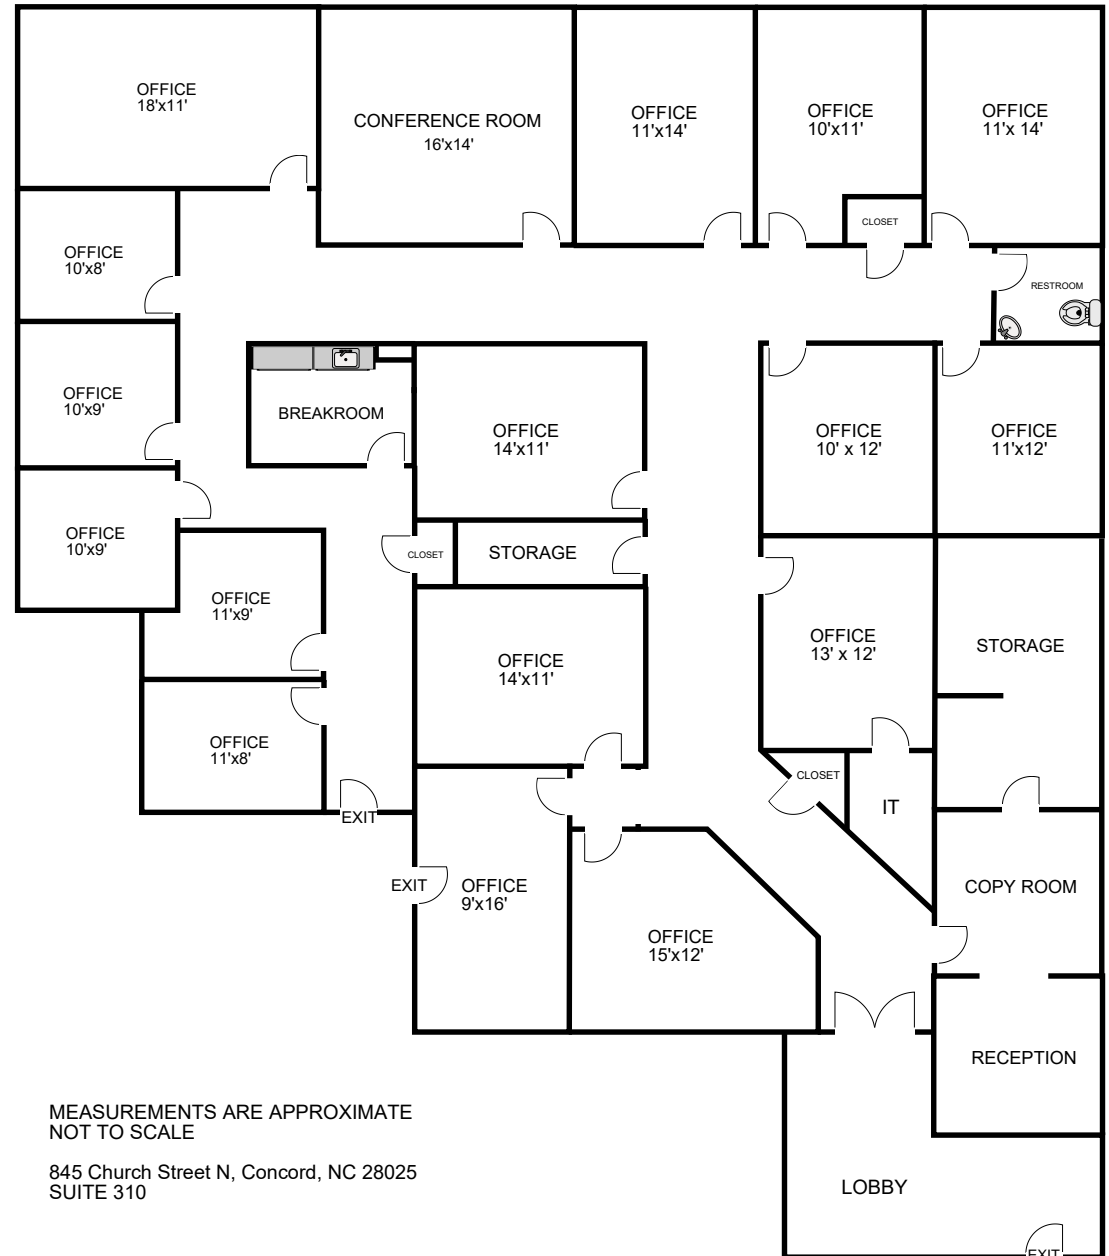 OFFICE
18'x11'
CONFERENCE ROOM
16'x14'
OFFICE
11'x14'
OFFICE
10'x11'
OFFICE
11'x 14'
CLOSET
OFFICE
10'x8'
RESTROOM
OFFICE
10'x9'
BREAKROOM
OFFICE
14'x11'
OFFICE
10' x 12'
OFFICE
11'x12'
OFFICE
10'x9'
CLOSET
STORAGE
OFFICE
11'x9'
OFFICE
14'x11'
OFFICE
13' x 12'
STORAGE
OFFICE
11'x8'
CLOSET
IT
EXIT
EXIT
OFFICE
9'x16'
COPY ROOM
OFFICE
15'x12'
RECEPTION
MEASUREMENTS ARE APPROXIMATE
NOT TO SCALE
845 Church Street N, Concord, NC 28025
SUITE 310
LOBBY
EXIT